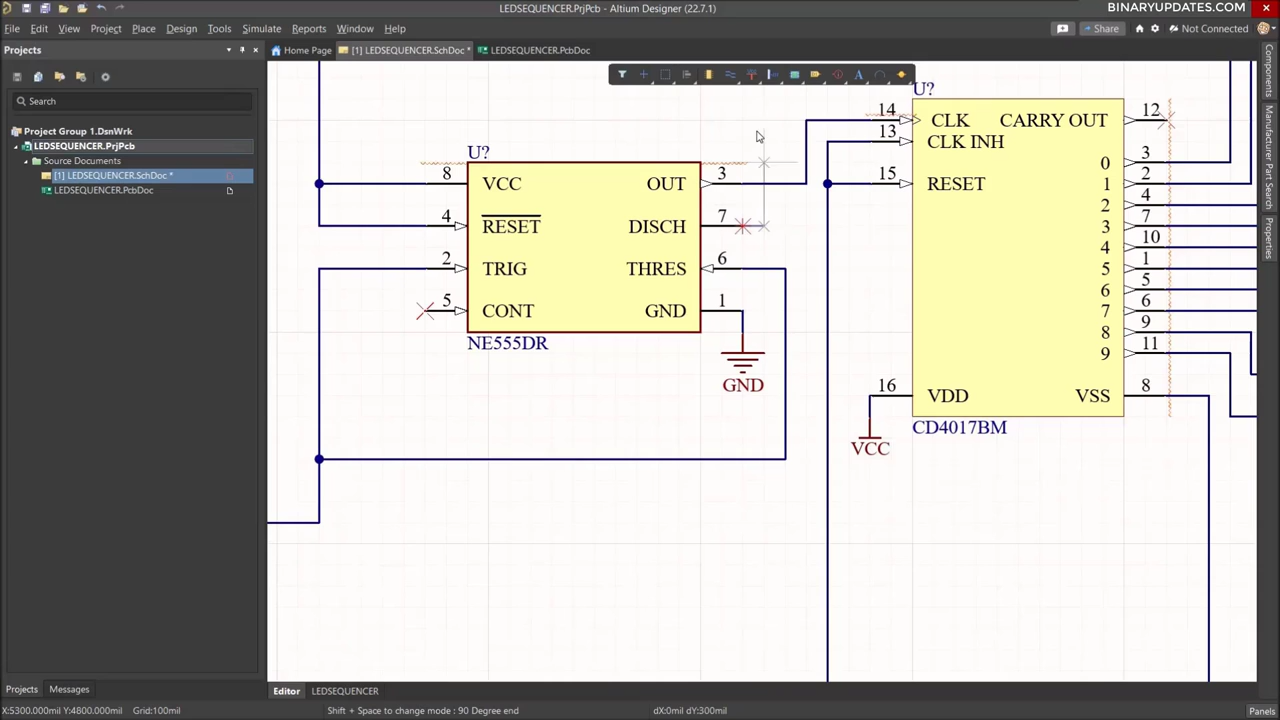 LEDSEQUENCER.PrjPcb - Altium Designer (22.7.1)
BINARYUPDATES.COM
File Edit View Project Place Design Tools Simulate Reports Window Help
Share
Not Connected
Projects
Home Page
[1] LEDSEQUENCER.SchDoc *
LEDSEQUENCER.PcbDoc
Search
Project Group 1.DsnWrk
LEDSEQUENCER.PrjPcb
Source Documents
[1] LEDSEQUENCER.SchDoc *
LEDSEQUENCER.PcbDoc
U?
8 VCC OUT 3
4 RESET DISCH 7
2 TRIG THRES 6
5 CONT GND 1
NE555DR
GND
U?
14 CLK CARRY OUT 12
13 CLK INH
0 3
15 RESET 1 2
2 4
3 7
4 10
5 1
6 5
7 6
8 9
9 11
16 VDD VSS 8
CD4017BM
VCC
Components
Manufacturer Part Search
Properties
Projects Messages
Editor LEDSEQUENCER
X:5300.000mil Y:4800.000mil Grid:100mil
Shift + Space to change mode : 90 Degree end
dX:0mil dY:300mil
Panels